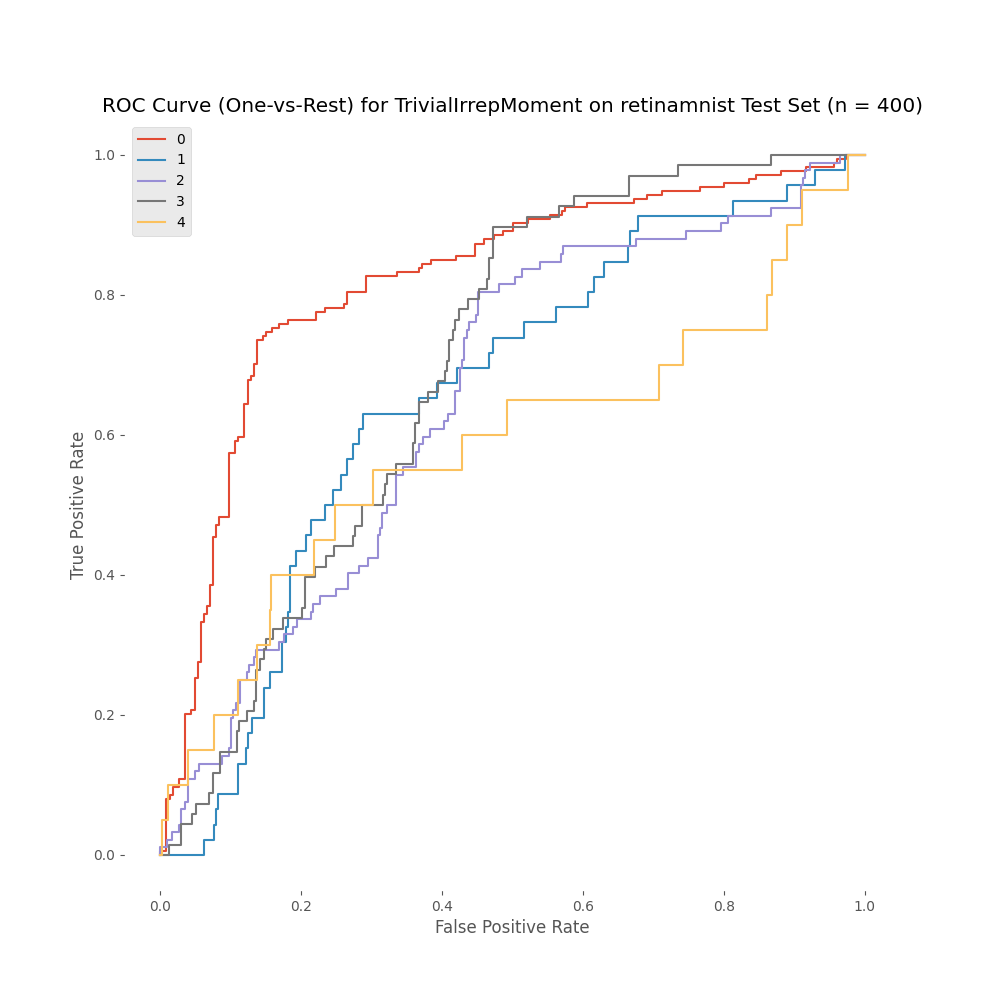 ROC Curve (One-vs-Rest) for TrivialIrrepMoment on retinamnist Test Set (n = 400)
0
1
2
3
4
1.0
0.8
0.6
0.4
0.2
0.0
True Positive Rate
0.0 0.2 0.4 0.6 0.8 1.0
False Positive Rate